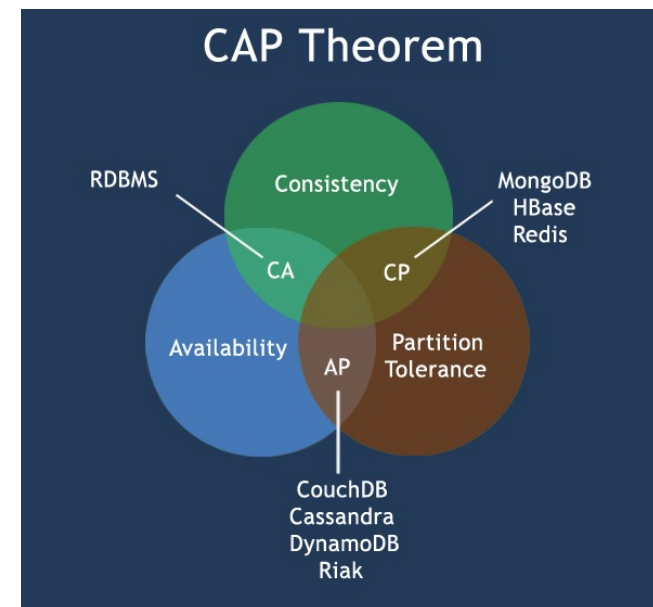 CAP Theorem
Consistency
RDBMS
MongoDB
HBase
Redis
CA
CP
Availability
Partition
Tolerance
AP
CouchDB
Cassandra
DynamoDB
Riak